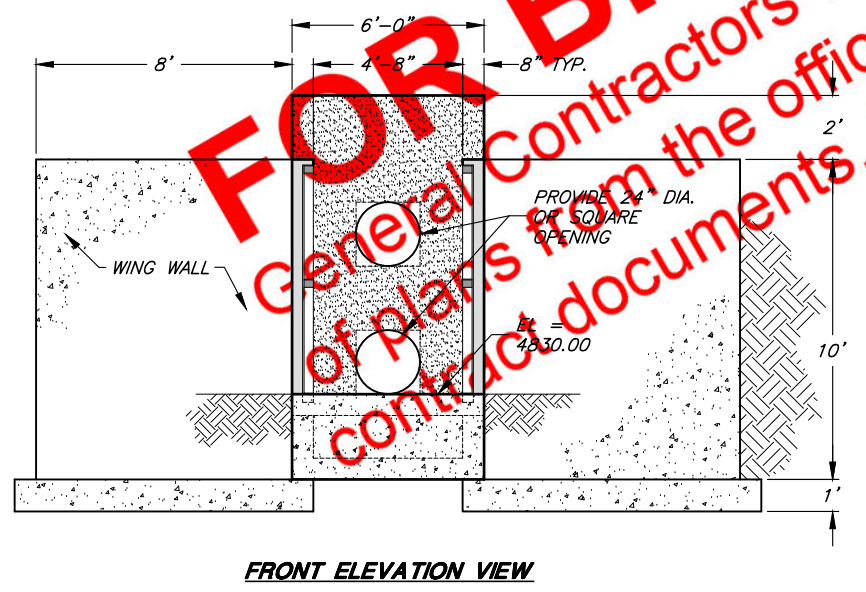 6'-0"
8'
4'-8"
8" TYP.
2'
PROVIDE 24" DIA.
OR SQUARE
OPENING
WING WALL
EL =
4830.00
10'
1'
FRONT ELEVATION VIEW
FOR
General Contractors
of plans from the offic
contract documents.